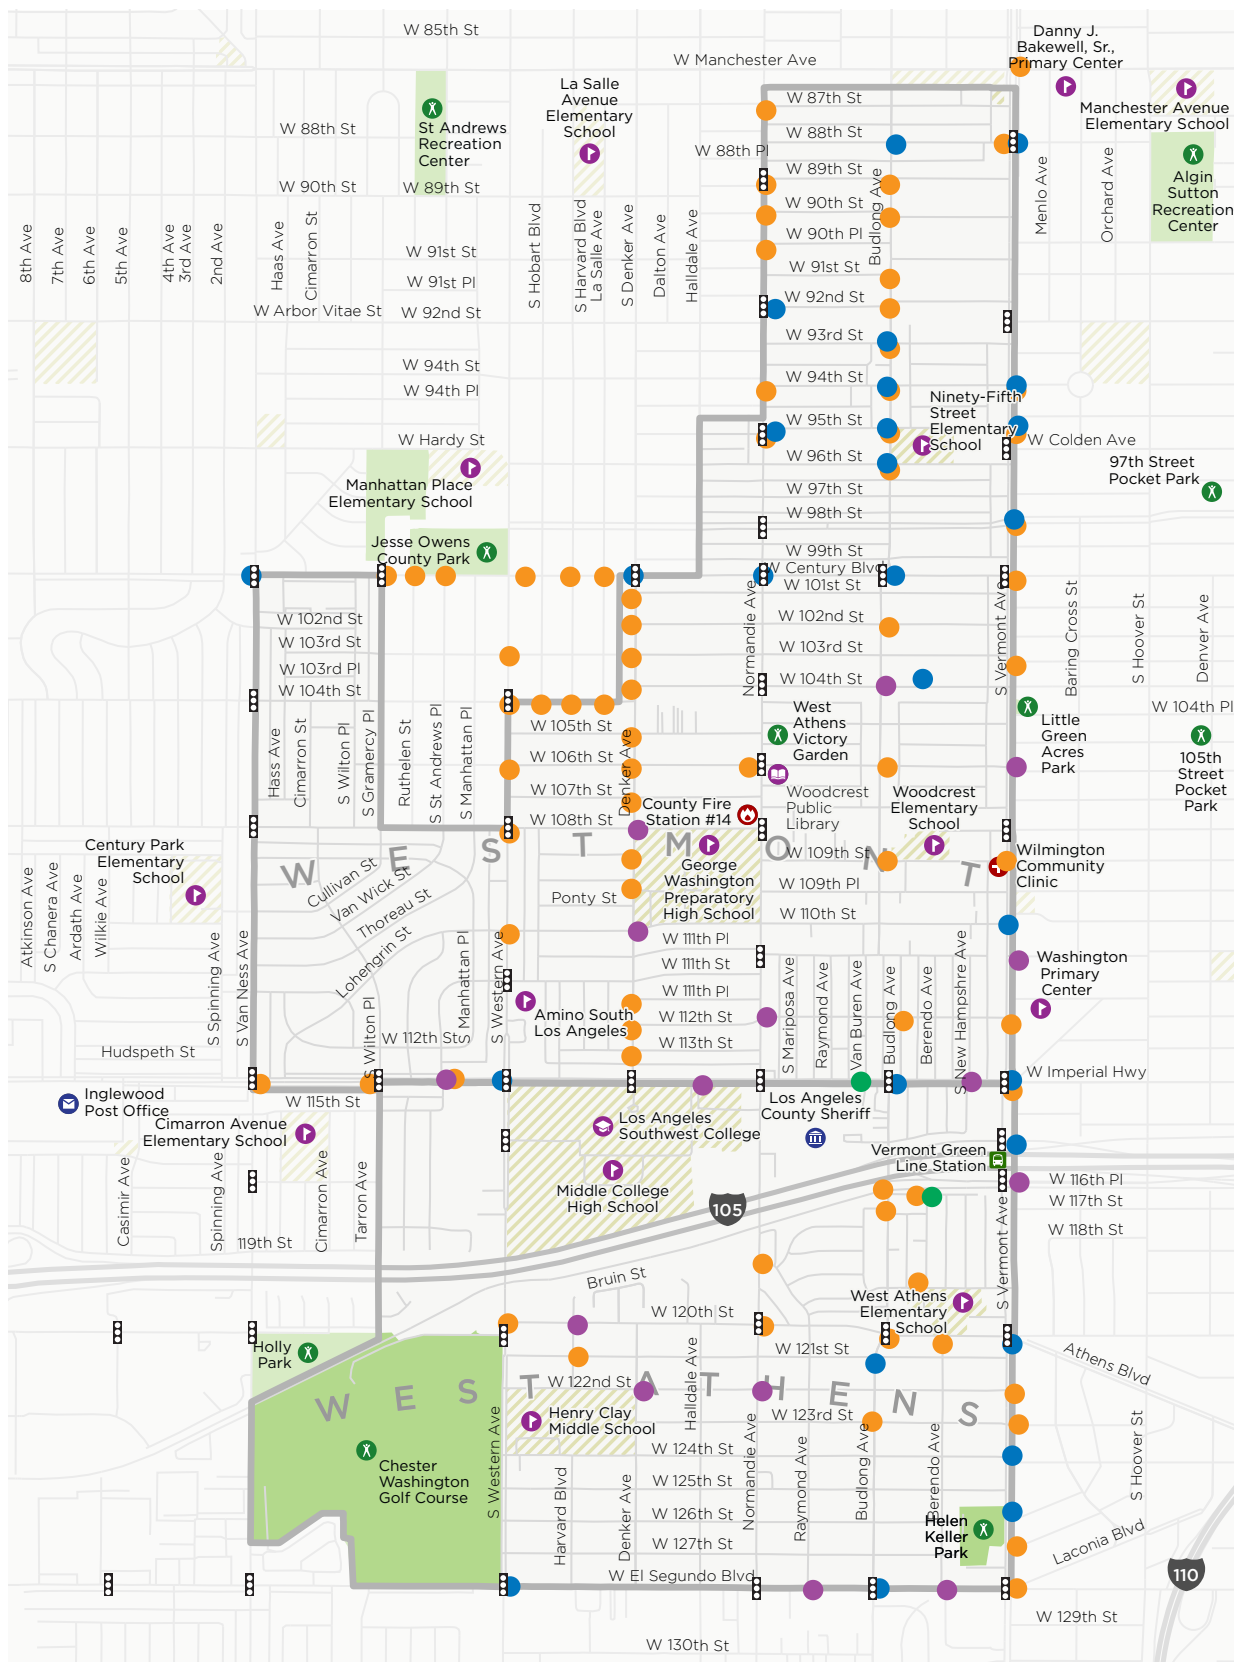 W 85th St
W Manchester Ave
Danny J.
Bakewell, Sr.,
Primary Center
La Salle
Avenue
Elementary
School
W 87th St
Manchester Avenue
Elementary School
St Andrews
Recreation
Center
W 88th St
W 88th St
W 88th Pl
W 89th St
W 90th St
W 89th St
Algin
Sutton
Recreation
Center
Menlo Ave
Orchard Ave
Budlong Ave
W 90th St
W 90th Pl
W 91st St
W 92nd St
W 93rd St
W 94th St
W 95th St
W 96th St
W 97th St
W 98th St
W 99th St
W Century Blvd
W 101st St
8th Ave
7th Ave
6th Ave
5th Ave
4th Ave
3rd Ave
2nd Ave
Haas Ave
Cimarron St
W 91st St
W 91st Pl
W Arbor Vitae St
W 92nd St
S Hobart Blvd
S Harvard Blvd
La Salle Ave
S Denker Ave
Dalton Ave
Halldale Ave
W 94th St
W 94th Pl
W Hardy St
Ninety-Fifth
Street
Elementary
School
W Colden Ave
97th Street
Pocket Park
Manhattan Place
Elementary School
Jesse Owens
County Park
W 102nd St
W 103rd St
W 103rd Pl
W 104th St
Normandie Ave
W 102nd St
W 103rd St
W 104th St
S Vermont Ave
Baring Cross St
S Hoover St
Denver Ave
W 104th Pl
Little
Green
Acres
Park
105th
Street
Pocket
Park
West
Athens
Victory
Garden
Hass Ave
Cimarron St
S Wilton Pl
S Gramercy Pl
Ruthelen St
S St Andrews Pl
S Manhattan Pl
W 105th St
W 106th St
W 107th St
W 108th St
Denker Ave
County Fire
Station #14
Woodcrest
Public
Library
Woodcrest
Elementary
School
WESTMONT
Century Park
Elementary
School
Cullivan St
Van Wick St
Thoreau St
Lohengrin St
Ponty St
George
Washington
Preparatory
High School
W 109th St
W 109th Pl
W 110th St
Wilmington
Community
Clinic
Atkinson Ave
S Chanera Ave
Ardath Ave
Wilkie Ave
S Spinning Ave
S Van Ness Ave
S Wilton Pl
S Manhattan Pl
S Western Ave
W 111th Pl
W 111th St
W 111th Pl
W 112th St
W 113th St
Washington
Primary
Center
Amino South
Los Angeles
W 112th St
S Mariposa Ave
Raymond Ave
Van Buren Ave
Budlong Ave
Berendo Ave
S New Hampshire Ave
Hudspeth St
W Imperial Hwy
Inglewood
Post Office
W 115th St
Cimarron Avenue
Elementary School
Los Angeles
Southwest College
Los Angeles
County Sheriff
Vermont Green
Line Station
Middle College
High School
W 116th Pl
W 117th St
W 118th St
Casimir Ave
Spinning Ave
Cimarron Ave
Tarron Ave
119th St
105
S Vermont Ave
Bruin St
W 120th St
West Athens
Elementary
School
Holly
Park
W 121st St
Athens Blvd
WEST ATHENS
W 122nd St
Halldale Ave
Henry Clay
Middle School
W 123rd St
W 124th St
Chester
Washington
Golf Course
S Western Ave
Harvard Blvd
Denker Ave
Normandie Ave
Raymond Ave
Budlong Ave
Berendo Ave
S Hoover St
W 125th St
W 126th St
W 127th St
Helen
Keller
Park
Laconia Blvd
W El Segundo Blvd
110
W 129th St
W 130th St